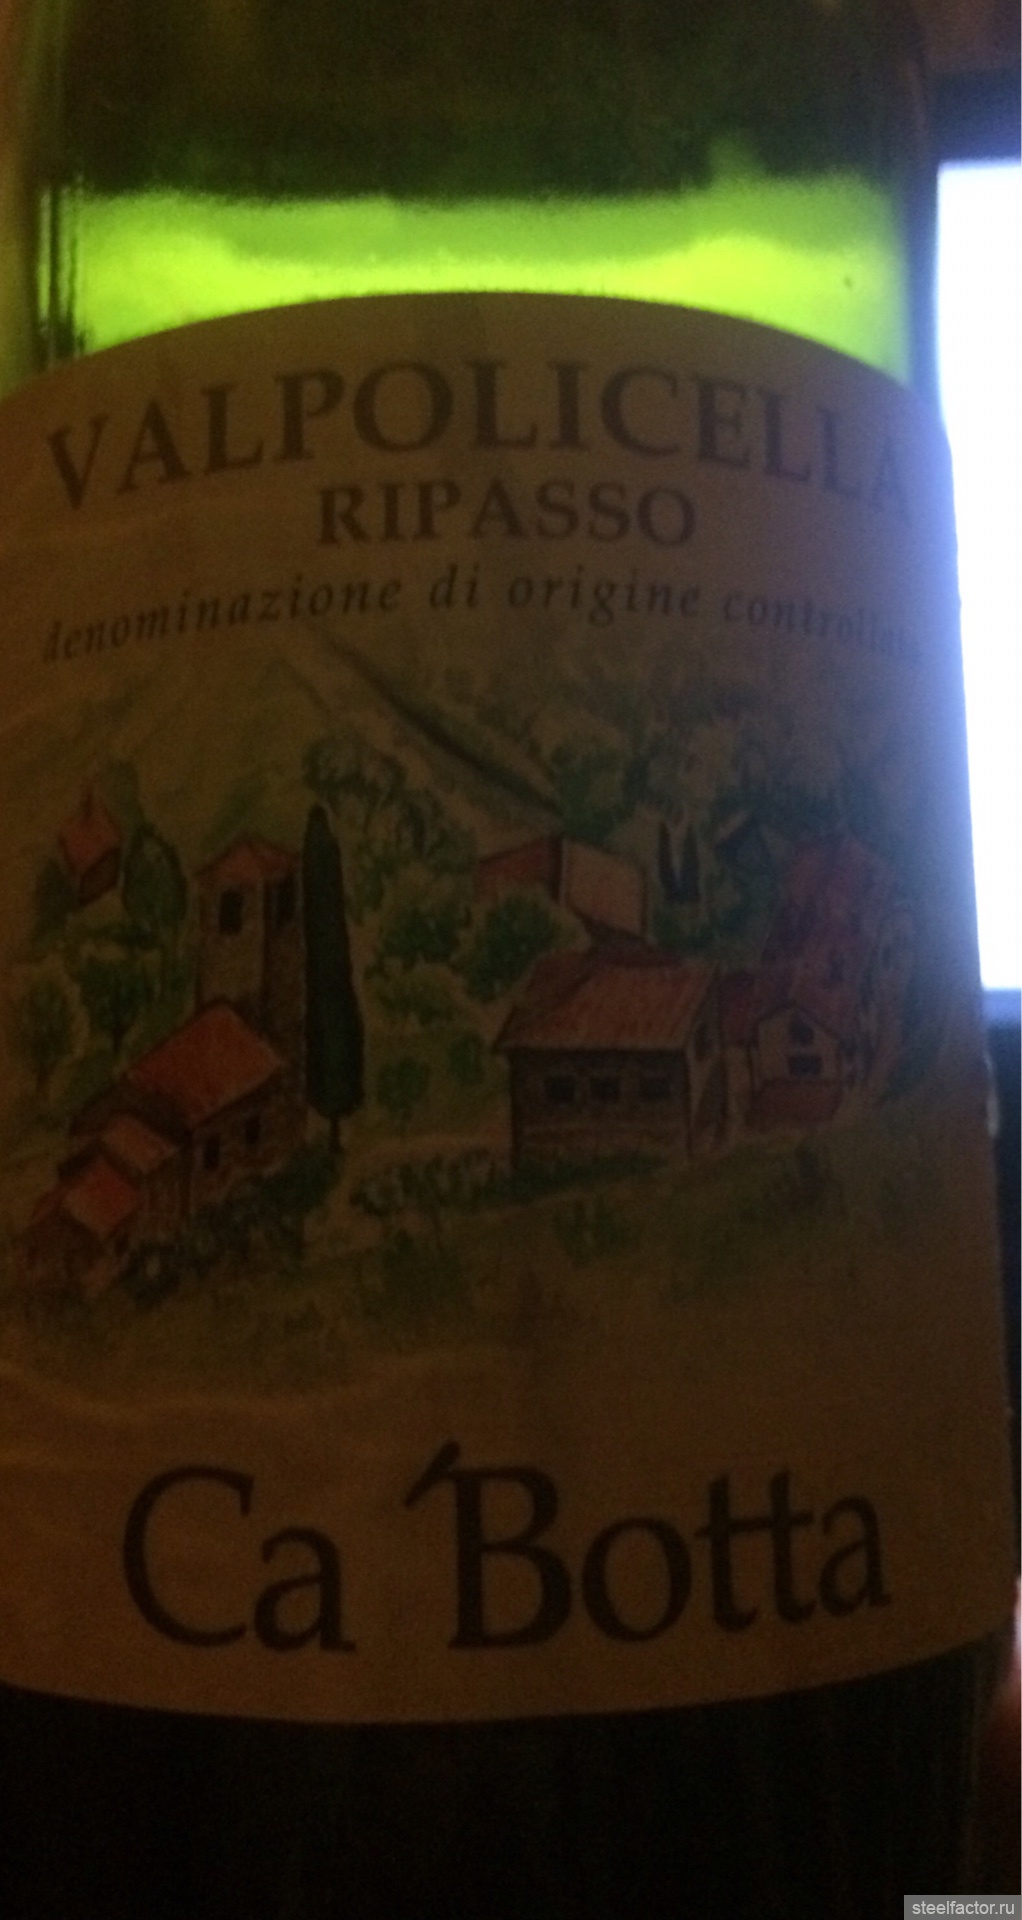 VALPOLICELLA
RIPASSO
denominazione di origine controllata
Ca'Botta
steelfactor.ru